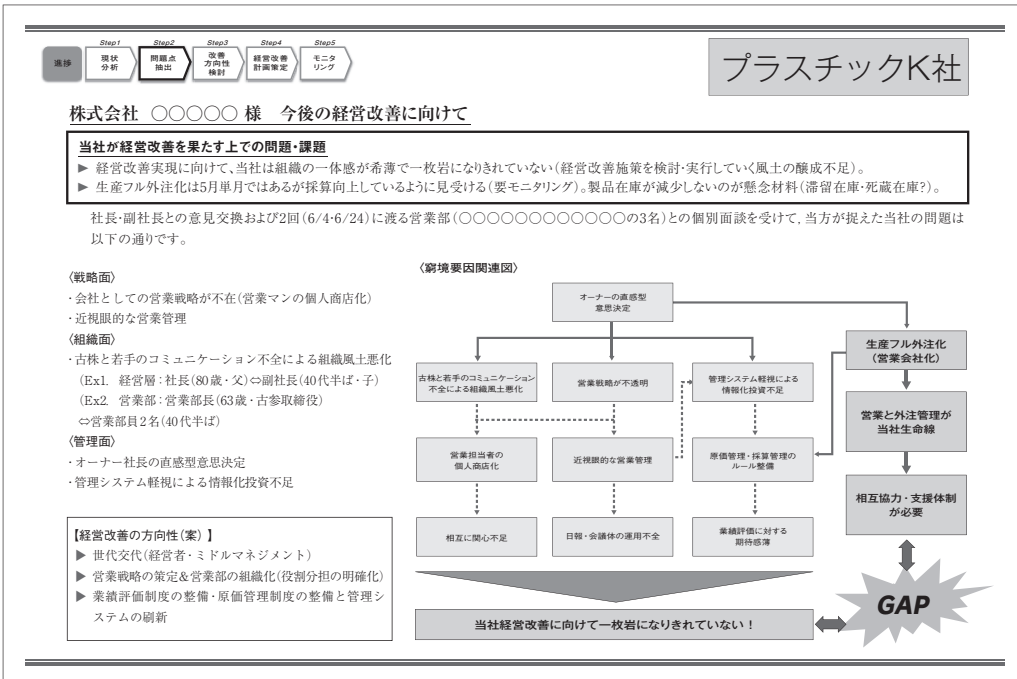 進捗
Step1
現状
分析
Step2
問題点
抽出
Step3
改善
方向性
検討
Step4
経営改善
計画策定
Step5
モニタ
リング
プラスチックK社
株式会社 ○○○○○ 様 今後の経営改善に向けて
当社が経営改善を果たす上での問題・課題
▶ 経営改善実現に向けて、当社は組織の一体感が希薄で一枚岩になりきれていない(経営改善施策を検討・実行していく風土の醸成不足)。
▶ 生産フル外注化は5月単月ではあるが採算向上しているように見受ける(要モニタリング)。製品在庫が減少しないのが懸念材料(滞留在庫・死蔵在庫?)。
社長・副社長との意見交換および2回(6/4・6/24)に渡る営業部(○○○○○○○○○○○○の3名)との個別面談を受けて、当方が捉えた当社の問題は
以下の通りです。
〈戦略面〉
・会社としての営業戦略が不在(営業マンの個人商店化)
・近視眼的な営業管理
〈組織面〉
・古株と若手のコミュニケーション不全による組織風土悪化
(Ex1. 経営層:社長(80歳・父)⇔副社長(40代半ば・子)
(Ex2. 営業部:営業部長(63歳・古参取締役)
⇔営業部員2名(40代半ば)
〈管理面〉
・オーナー社長の直感型意思決定
・管理システム軽視による情報化投資不足
【経営改善の方向性(案)】
▶ 世代交代(経営者・ミドルマネジメント)
▶ 営業戦略の策定&営業部の組織化(役割分担の明確化)
▶ 業績評価制度の整備・原価管理制度の整備と管理シ
ステムの刷新
〈窮境要因関連図〉
オーナーの直感型
意思決定
古株と若手のコミュニケーション
不全による組織風土悪化
営業戦略が不透明
管理システム軽視による
情報化投資不足
営業担当者の
個人商店化
近視眼的な営業管理
原価管理・採算管理の
ルール整備
相互に関心不足
日報・会議体の運用不全
業績評価に対する
期待感薄
生産フル外注化
(営業会社化)
営業と外注管理が
当社生命線
相互協力・支援体制
が必要
GAP
当社経営改善に向けて一枚岩になりきれていない!